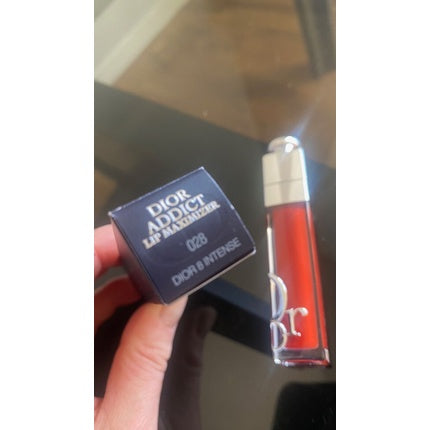 DIOR
ADDICT
LIP MAXIMIZER
028
DIOR 8 INTENSE
Dior